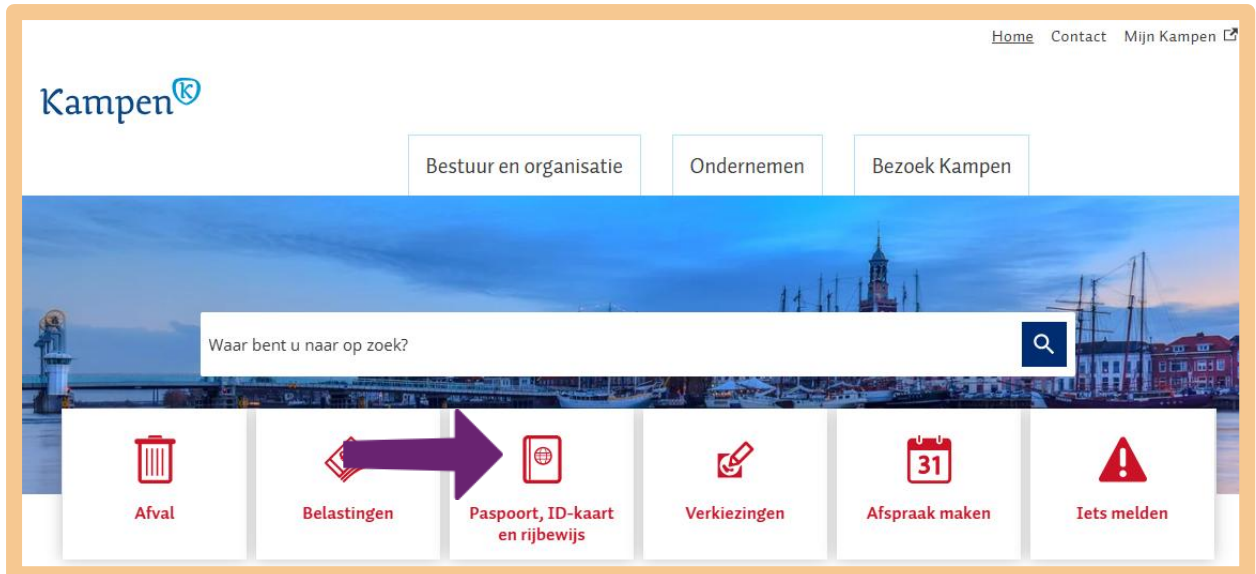 Home Contact Mijn Kampen
Kampen K
Bestuur en organisatie Ondernemen Bezoek Kampen
Waar bent u naar op zoek?
31
Afval Belastingen Paspoort, ID-kaart Verkiezingen Afspraak maken Iets melden
en rijbewijs